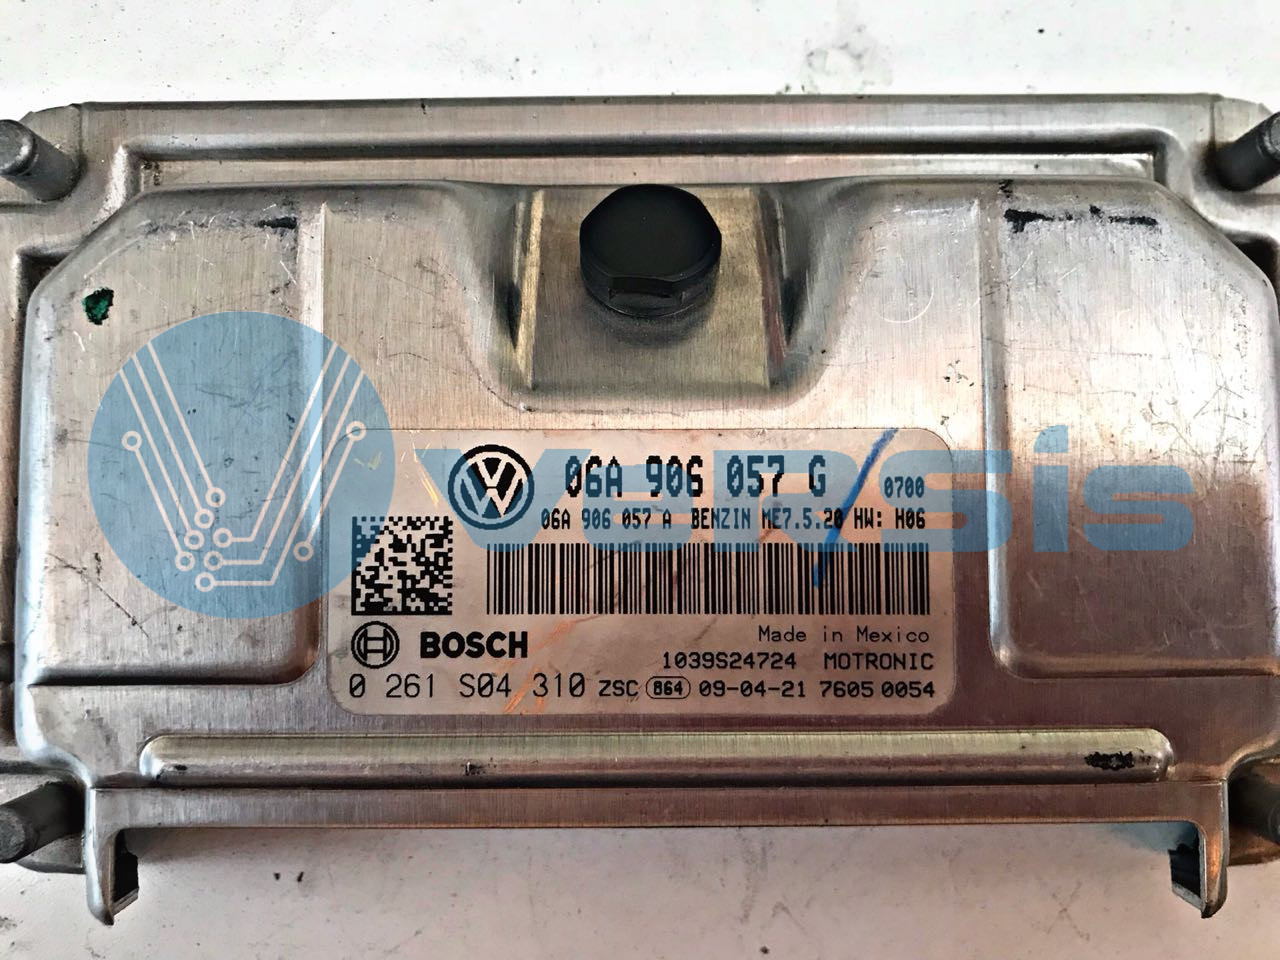 06A 906 057 G 0700
06A 906 057 A BENZIN ME7.5.20 HW: H06
versis
Made in Mexico
BOSCH
1039S24724 MOTRONIC
0 261 S04 310 ZSC 864 09-04-21 7605 0054